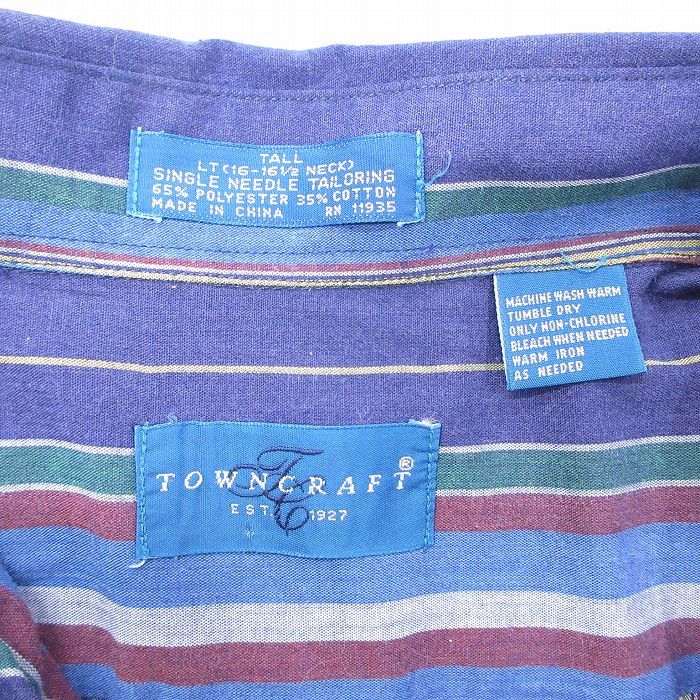 TALL
LT (16-16½ NECK)
SINGLE NEEDLE TAILORING
65% POLYESTER 35% COTTON
MADE IN CHINA RN 11935
MACHINE WASH WARM
TUMBLE DRY
ONLY NON-CHLORINE
BLEACH WHEN NEEDED
WARM IRON
AS NEEDED
TOWNCRAFT®
TC
EST. 1927